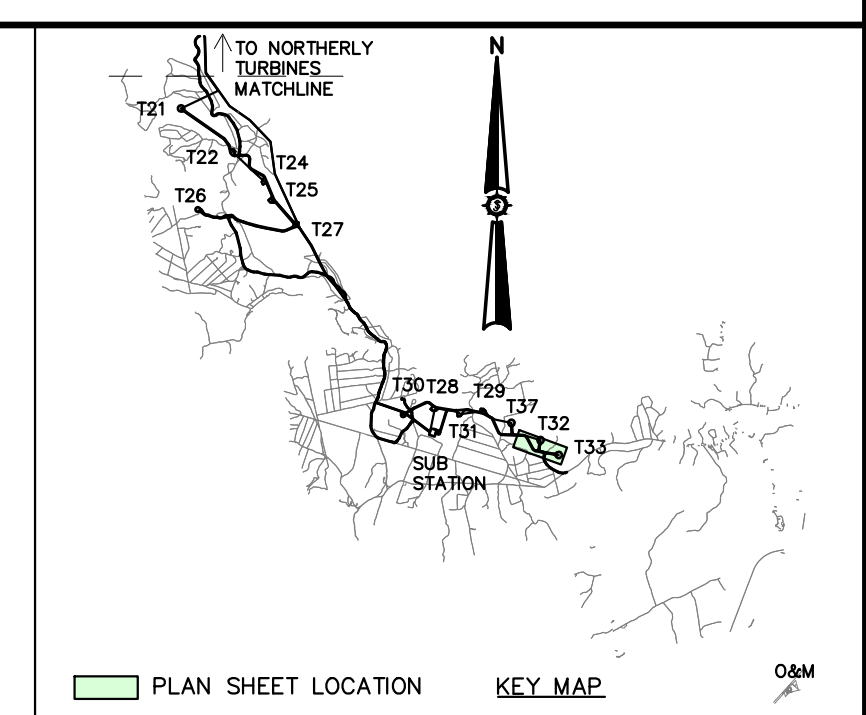 TO NORTHERLY
TURBINES
MATCHLINE
N
T21
T22
T24
T25
T26
T27
T30
T28
T29
T37
T32
T31
T33
SUB
STATION
O&M
PLAN SHEET LOCATION
KEY MAP